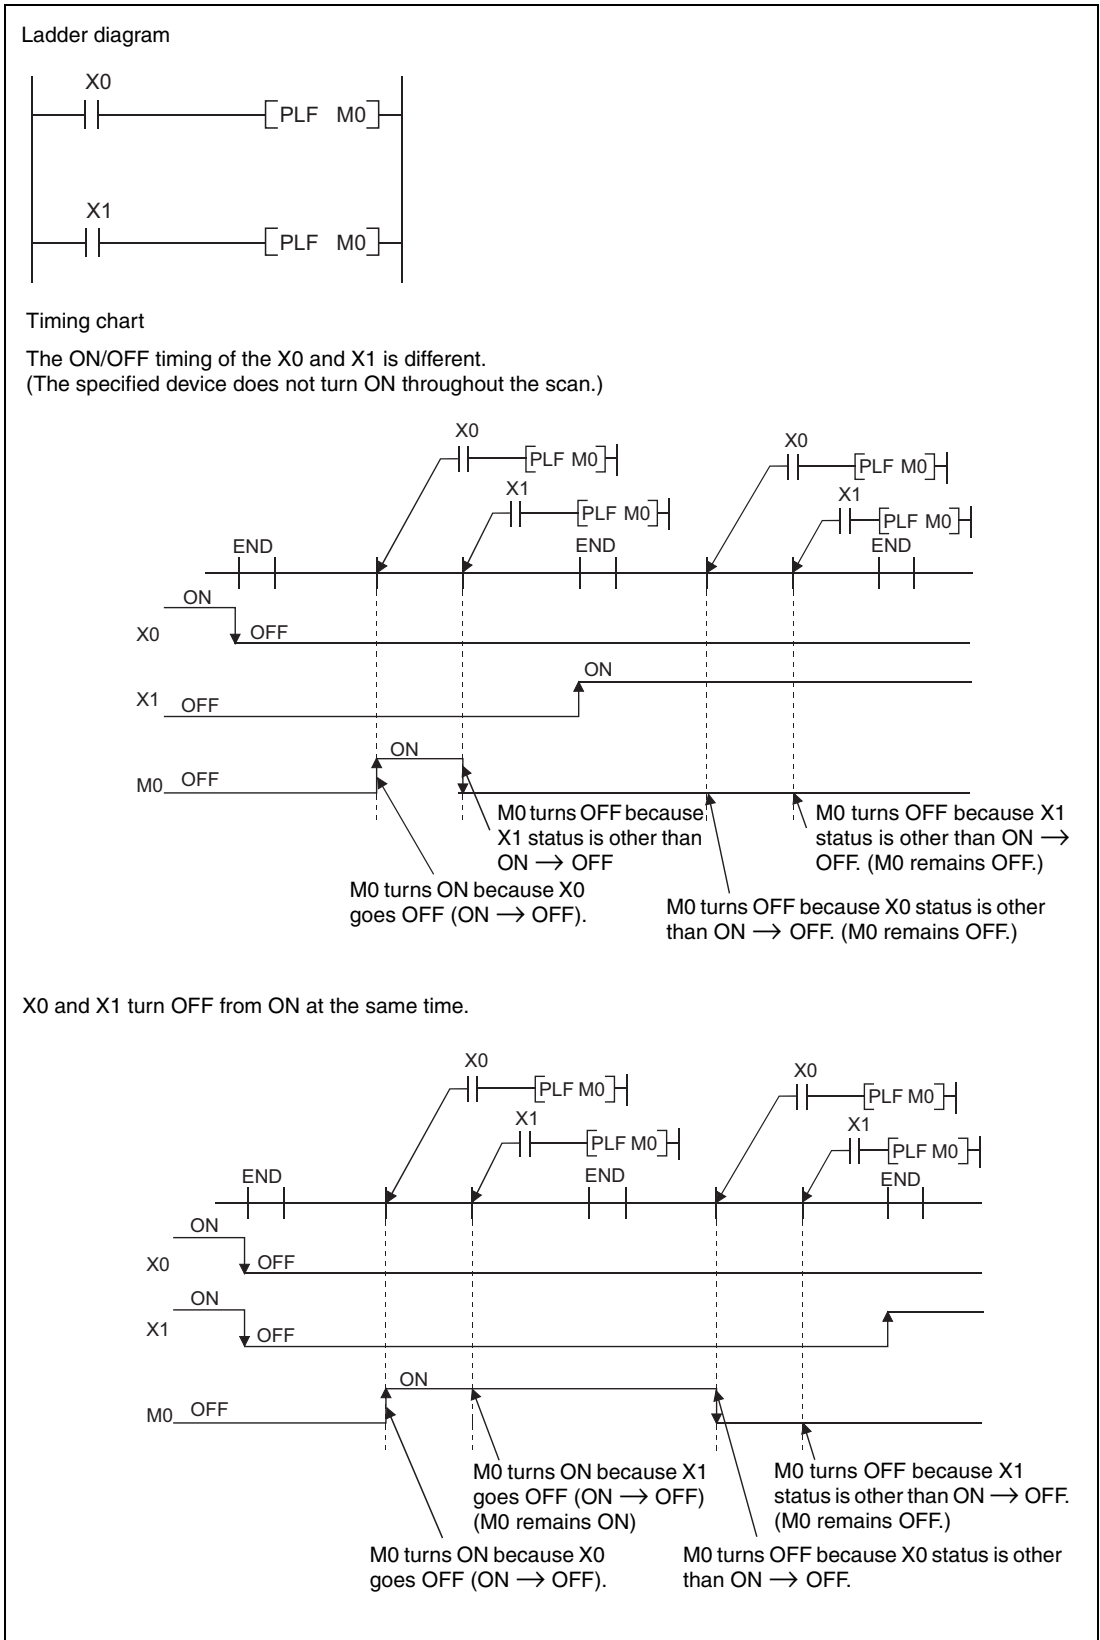 Ladder diagram
X0
PLF M0
X1
PLF M0
Timing chart
The ON/OFF timing of the X0 and X1 is different.
(The specified device does not turn ON throughout the scan.)
X0
PLF M0
X0
PLF M0
X1
PLF M0
X1
PLF M0
END
END
END
ON
X0
OFF
ON
X1
OFF
ON
M0
OFF
M0 turns OFF because
X1 status is other than
ON → OFF
M0 turns OFF because X1
status is other than ON →
OFF. (M0 remains OFF.)
M0 turns ON because X0
goes OFF (ON → OFF).
M0 turns OFF because X0 status is other
than ON → OFF. (M0 remains OFF.)
X0 and X1 turn OFF from ON at the same time.
X0
PLF M0
X0
PLF M0
X1
PLF M0
X1
PLF M0
END
END
END
ON
X0
OFF
ON
X1
OFF
ON
M0
OFF
M0 turns ON because X1
goes OFF (ON → OFF)
(M0 remains ON)
M0 turns OFF because X1
status is other than ON → OFF.
(M0 remains OFF.)
M0 turns ON because X0
goes OFF (ON → OFF).
M0 turns OFF because X0 status is other
than ON → OFF.